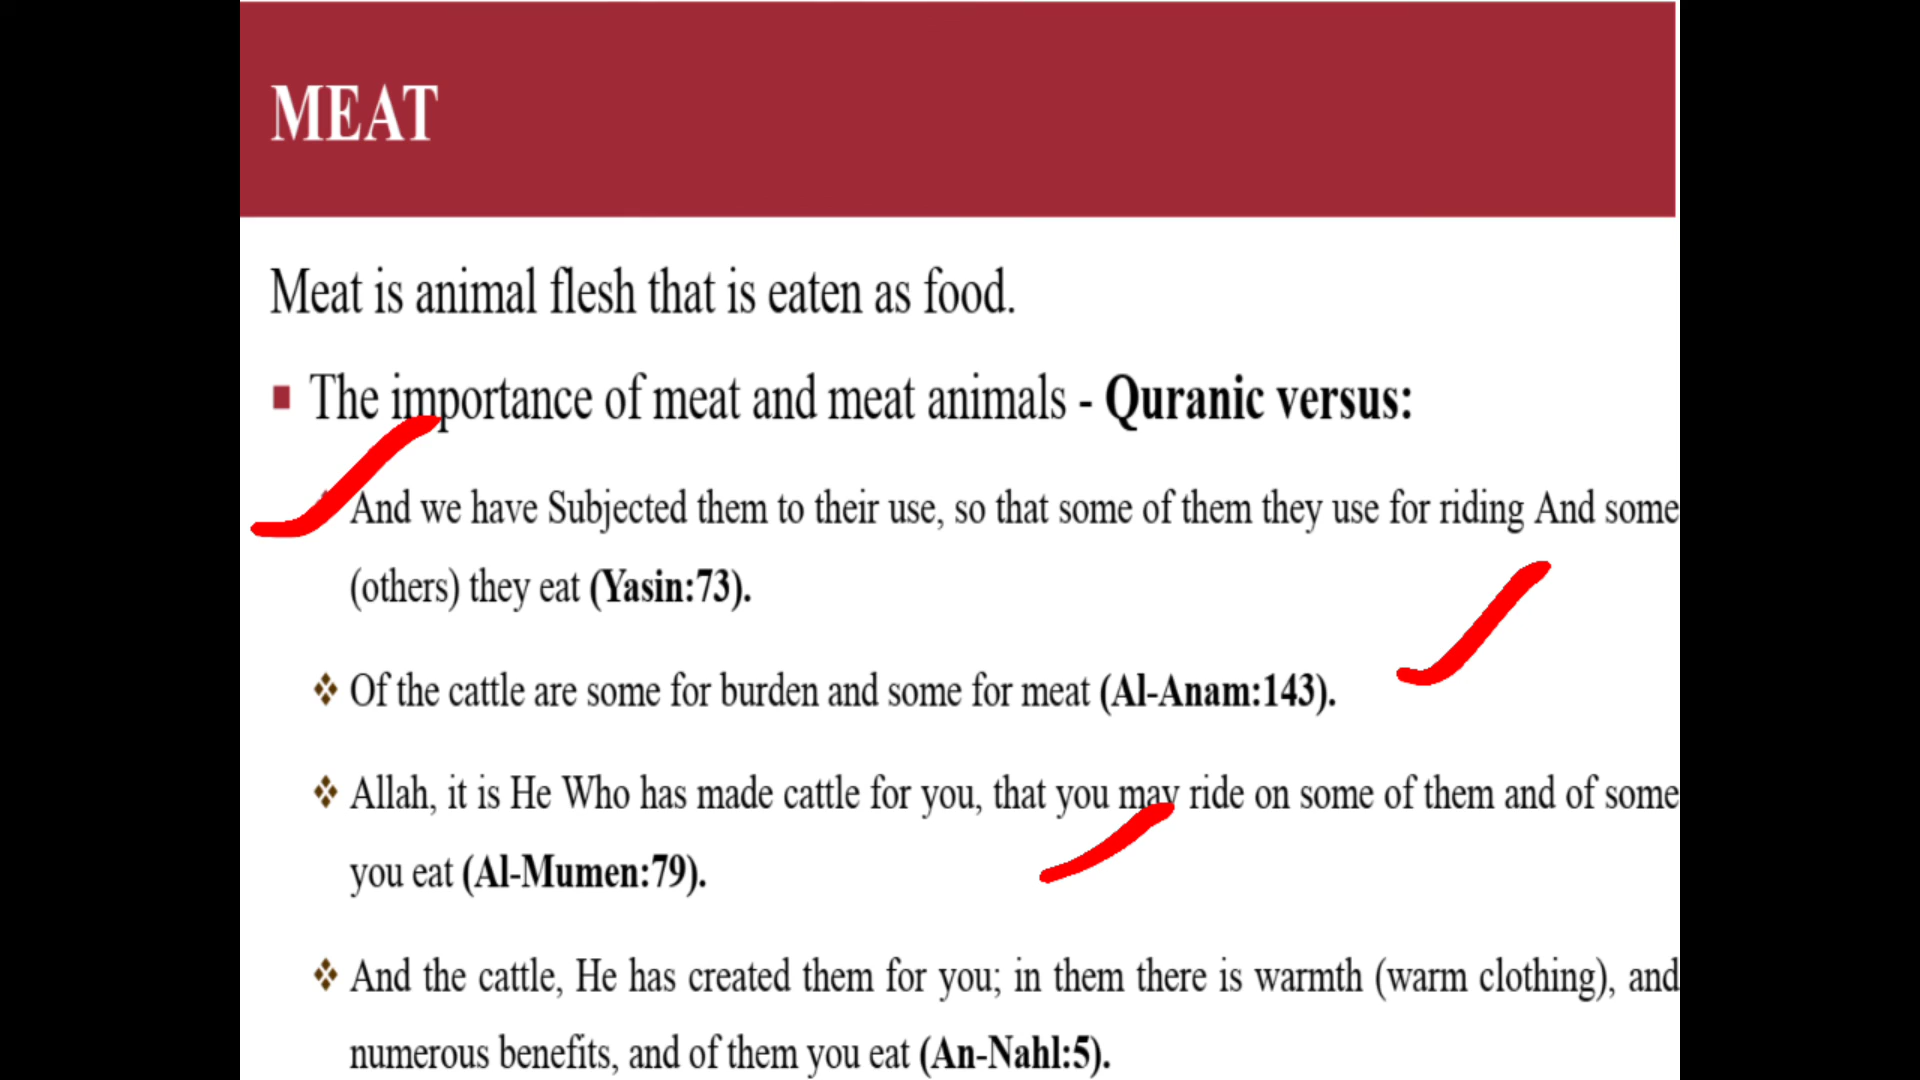 MEAT
Meat is animal flesh that is eaten as food.
The importance of meat and meat animals - Quranic versus:
And we have Subjected them to their use, so that some of them they use for riding And some
(others) they eat (Yasin:73).
Of the cattle are some for burden and some for meat (Al-Anam:143).
Allah, it is He Who has made cattle for you, that you may ride on some of them and of some
you eat (Al-Mumen:79).
And the cattle, He has created them for you; in them there is warmth (warm clothing), and
numerous benefits, and of them you eat (An-Nahl:5).